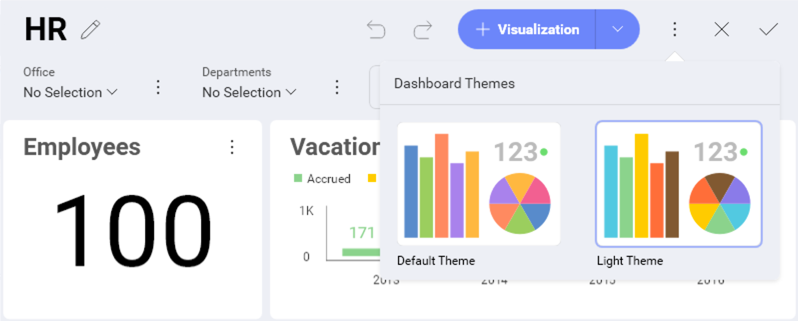 HR
Visualization
Office
No Selection
Departments
No Selection
Dashboard Themes
Employees
100
Vacation
Accrued
1K
171
0
2013
2014
2015
2016
123
123
Default Theme
Light Theme